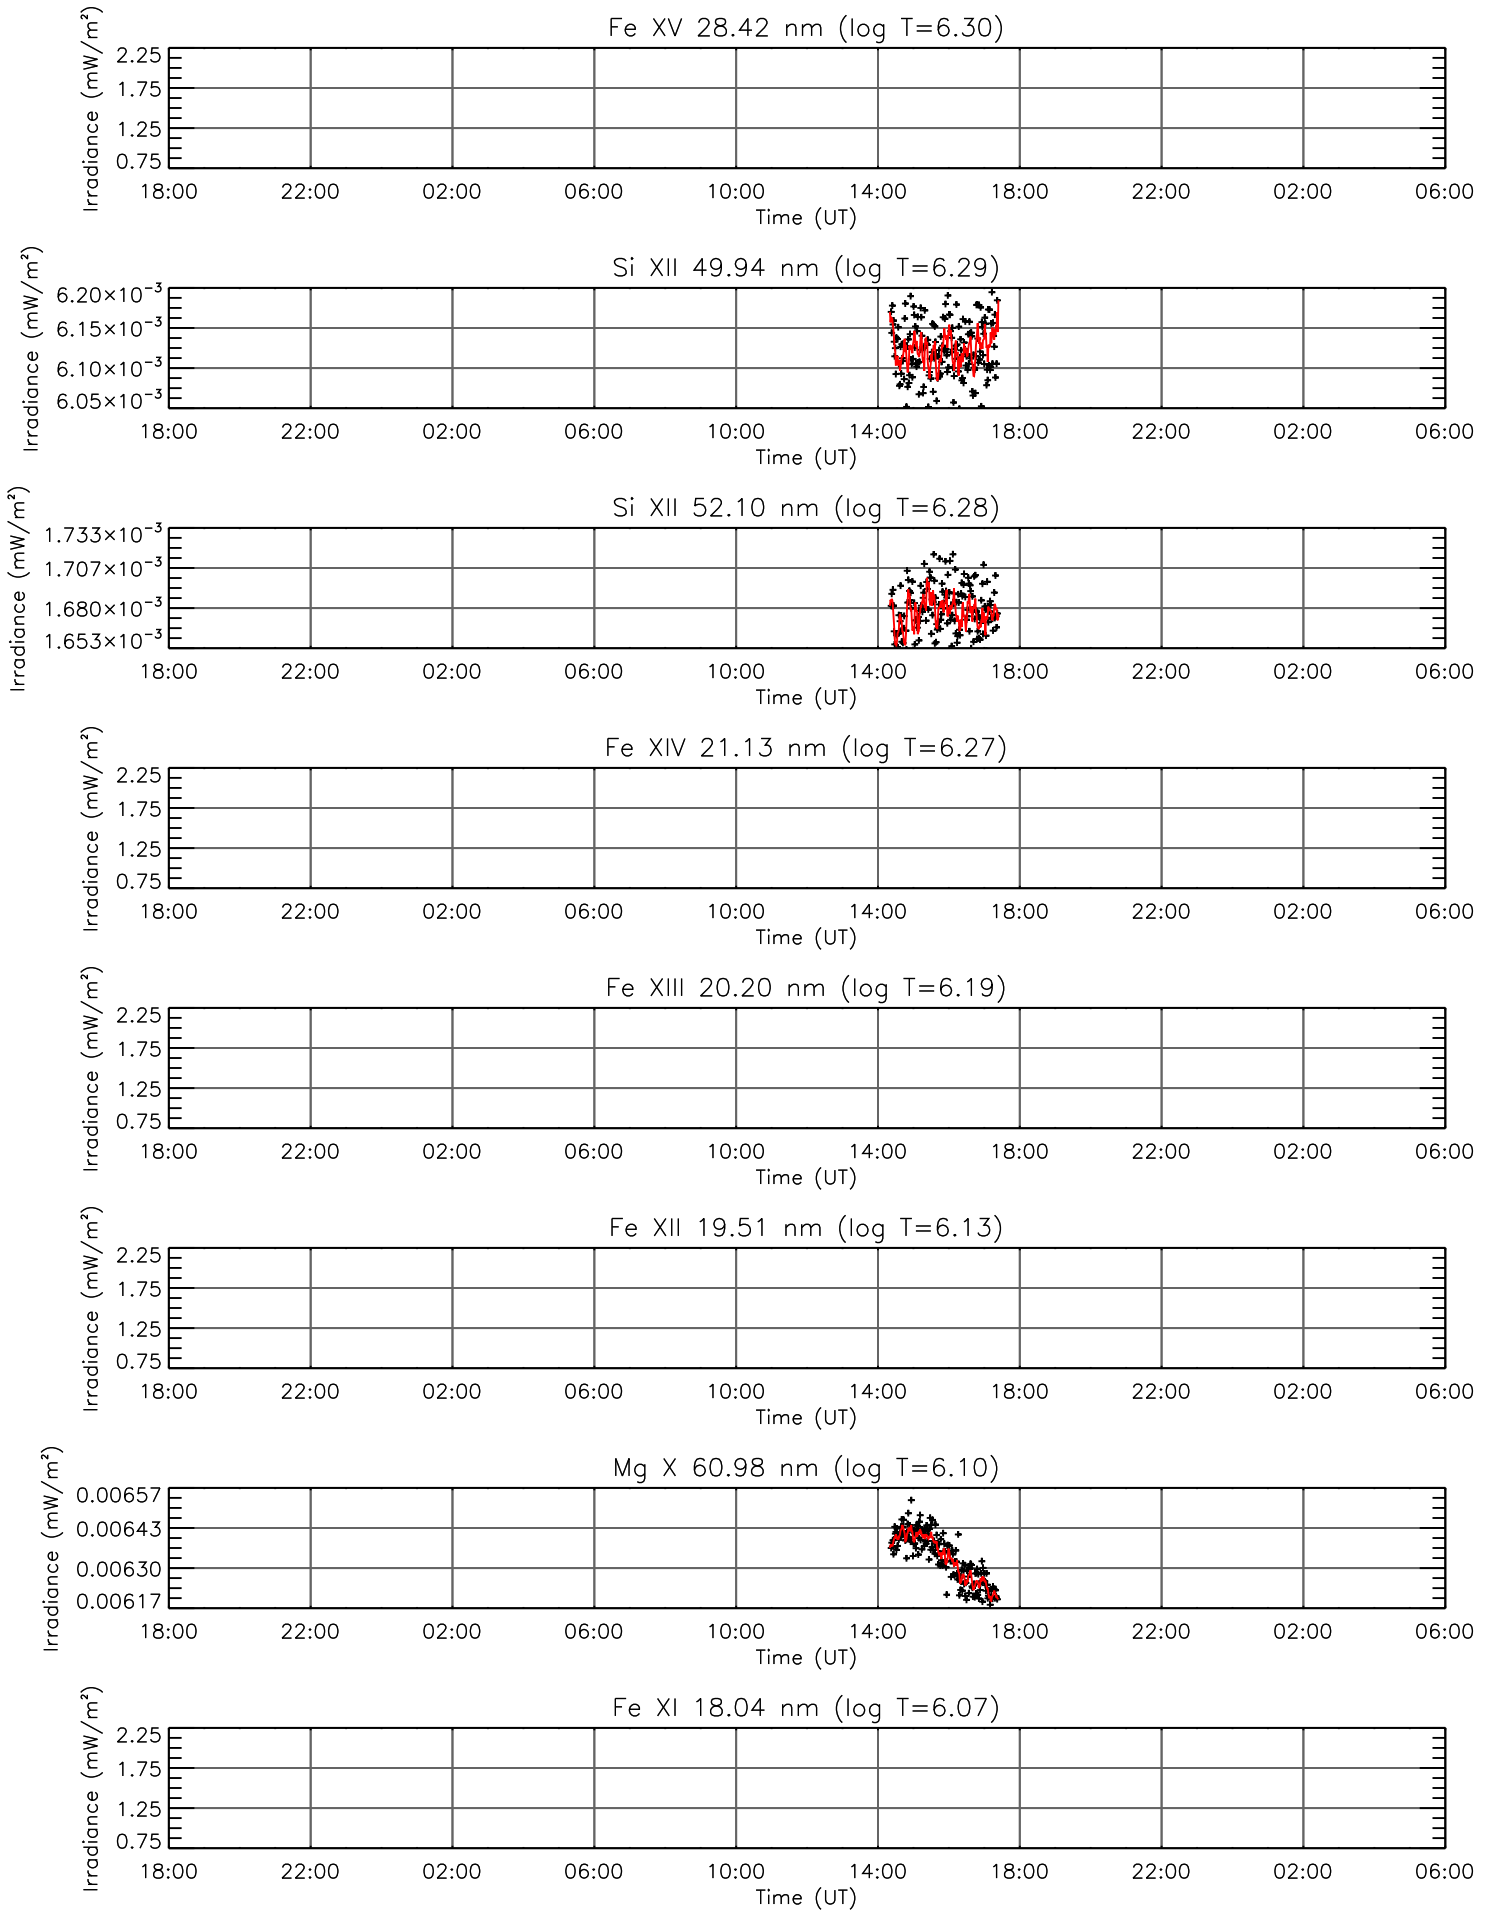 Fe XV 28.42 nm (log T=6.30)
Irradiance (mW/m²)
2.25
1.75
1.25
0.75
18:00 22:00 02:00 06:00 10:00 14:00 18:00 22:00 02:00 06:00
Time (UT)
Si XII 49.94 nm (log T=6.29)
Irradiance (mW/m²)
6.20×10⁻³
6.15×10⁻³
6.10×10⁻³
6.05×10⁻³
18:00 22:00 02:00 06:00 10:00 14:00 18:00 22:00 02:00 06:00
Time (UT)
Si XII 52.10 nm (log T=6.28)
Irradiance (mW/m²)
1.733×10⁻³
1.707×10⁻³
1.680×10⁻³
1.653×10⁻³
18:00 22:00 02:00 06:00 10:00 14:00 18:00 22:00 02:00 06:00
Time (UT)
Fe XIV 21.13 nm (log T=6.27)
Irradiance (mW/m²)
2.25
1.75
1.25
0.75
18:00 22:00 02:00 06:00 10:00 14:00 18:00 22:00 02:00 06:00
Time (UT)
Fe XIII 20.20 nm (log T=6.19)
Irradiance (mW/m²)
2.25
1.75
1.25
0.75
18:00 22:00 02:00 06:00 10:00 14:00 18:00 22:00 02:00 06:00
Time (UT)
Fe XII 19.51 nm (log T=6.13)
Irradiance (mW/m²)
2.25
1.75
1.25
0.75
18:00 22:00 02:00 06:00 10:00 14:00 18:00 22:00 02:00 06:00
Time (UT)
Mg X 60.98 nm (log T=6.10)
Irradiance (mW/m²)
0.00657
0.00643
0.00630
0.00617
18:00 22:00 02:00 06:00 10:00 14:00 18:00 22:00 02:00 06:00
Time (UT)
Fe XI 18.04 nm (log T=6.07)
Irradiance (mW/m²)
2.25
1.75
1.25
0.75
18:00 22:00 02:00 06:00 10:00 14:00 18:00 22:00 02:00 06:00
Time (UT)